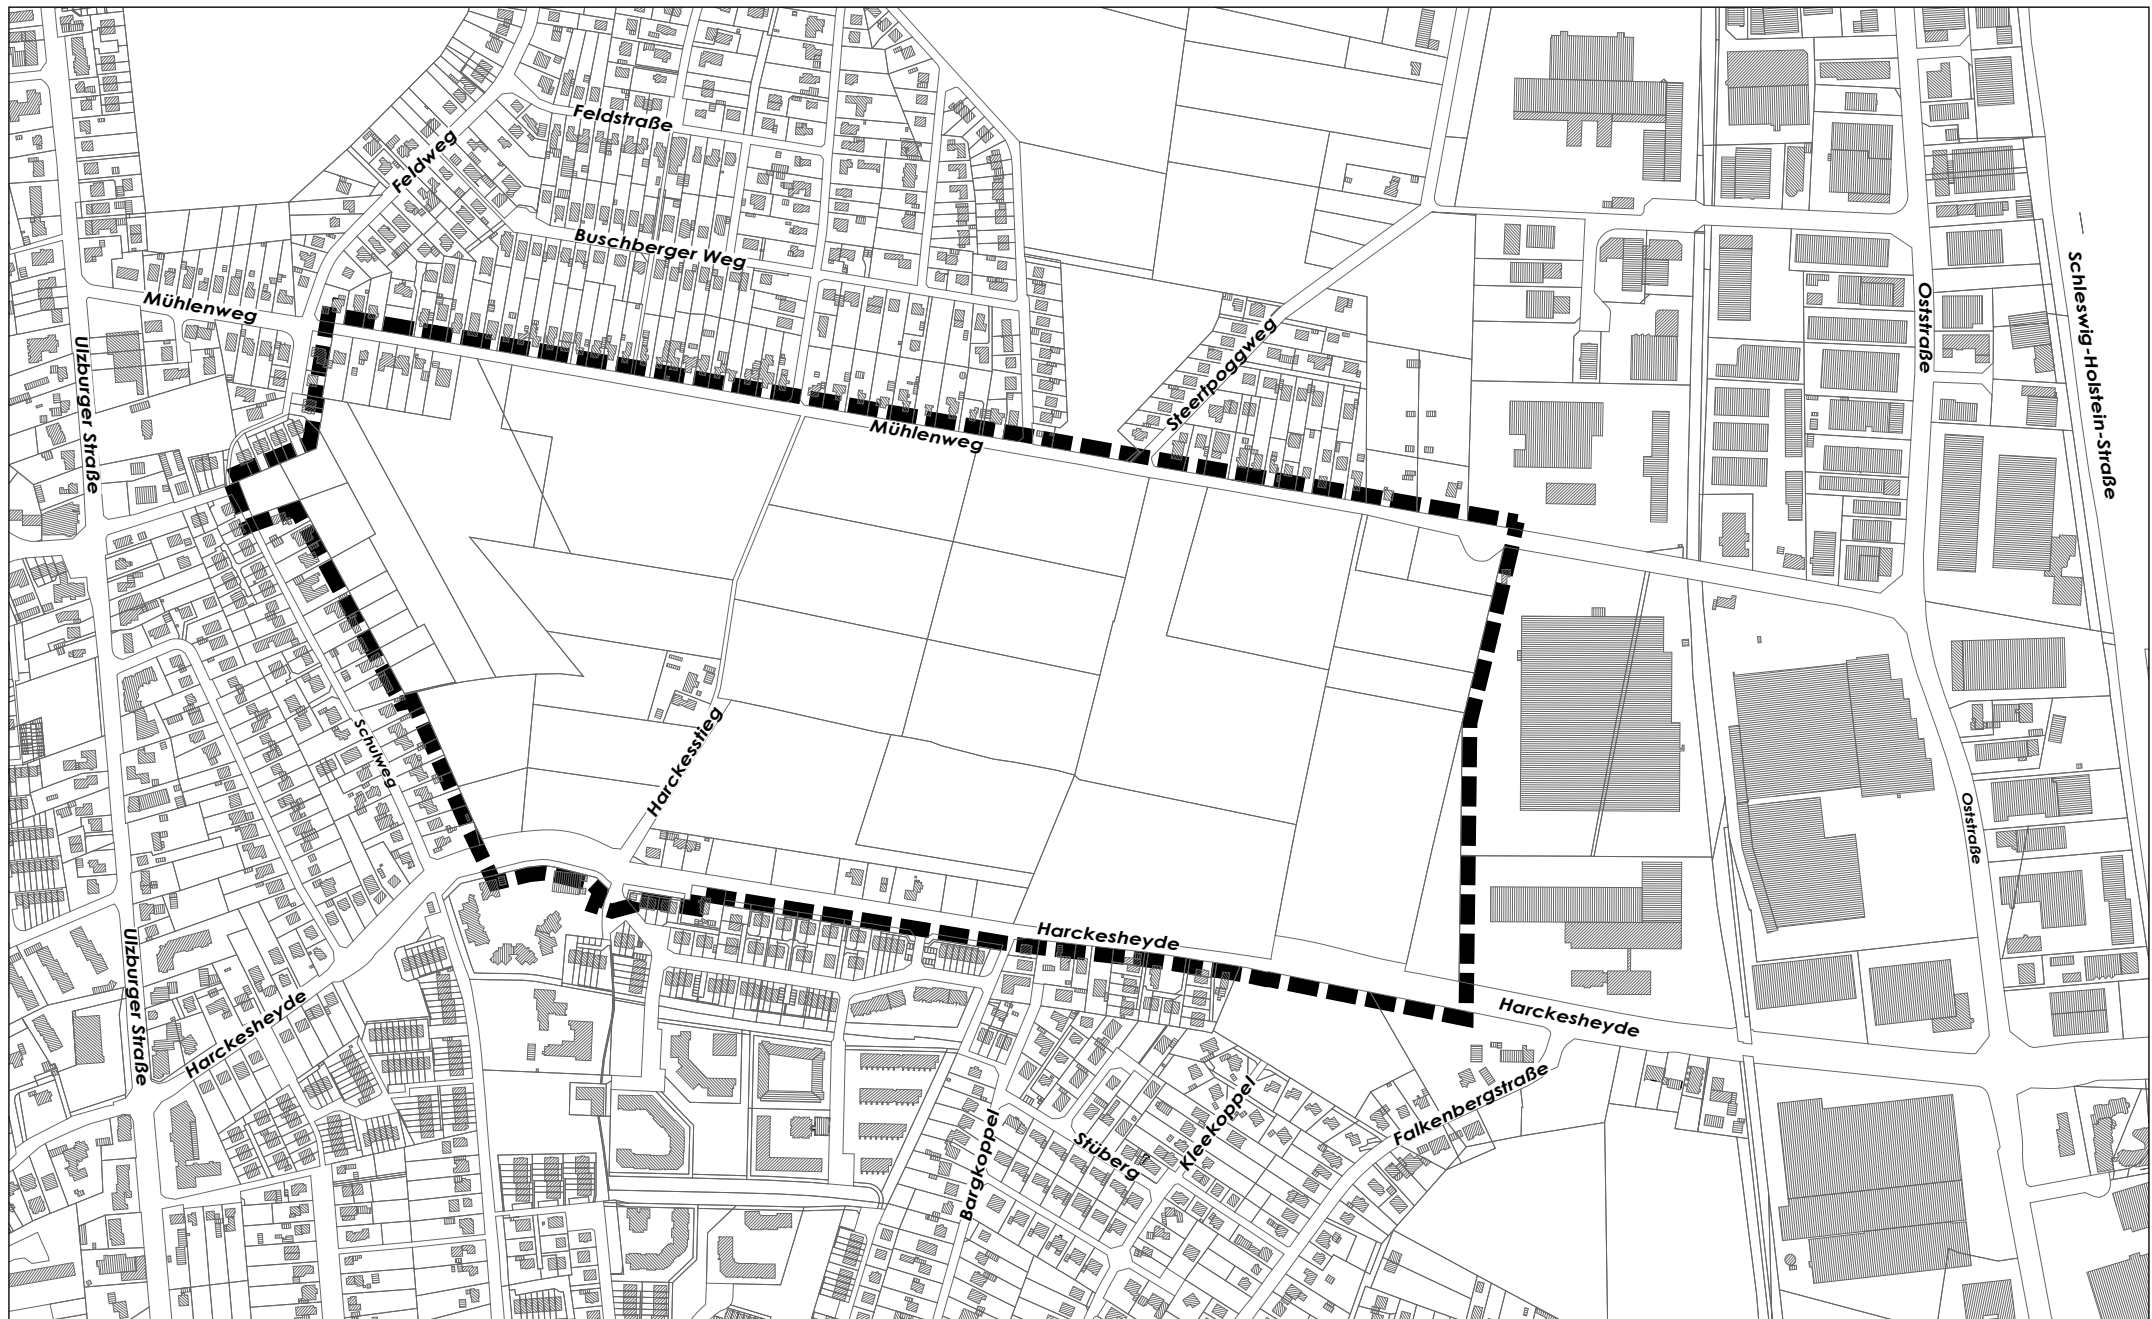 Feldstraße
Feldweg
Buschberger Weg
Mühlenweg
Ulzburger Straße
Steertpoggweg
Oststraße
Schleswig-Holstein-Straße
Mühlenweg
Schulweg
Harckesstieg
Oststraße
Harckesheyde
Ulzburger Straße
Harckesheyde
Harckesheyde
Falkenbergstraße
Bargkoppel
Stüberg
Kleekoppel